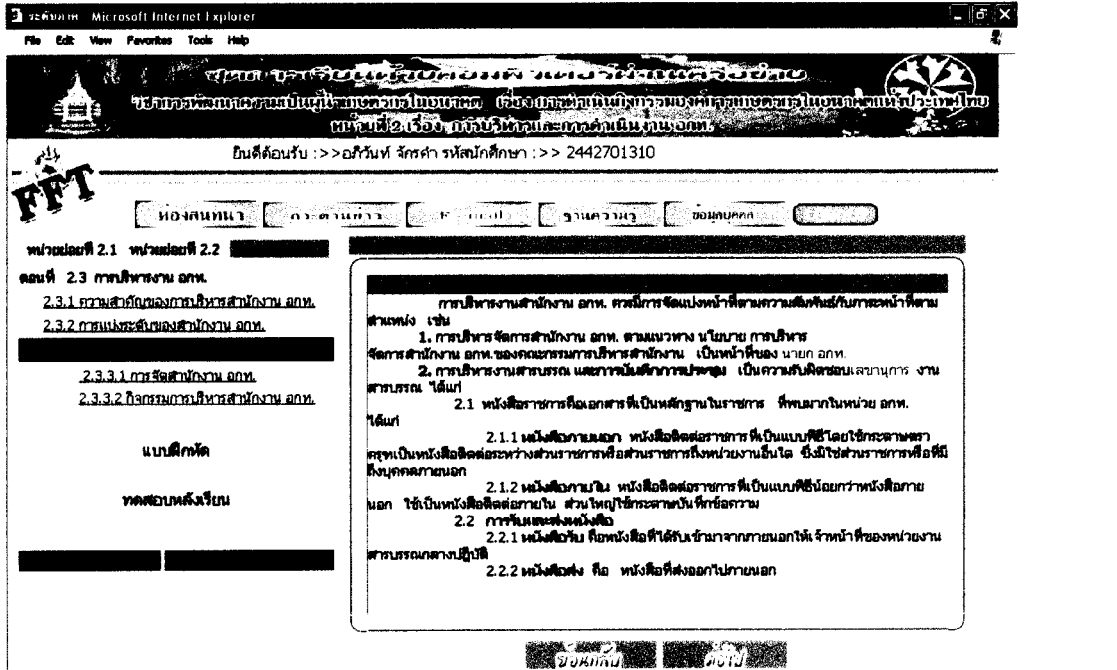 ระดับภาค Microsoft Internet Explorer
File Edit View Favorites Tools Help
หน่วยที่ 2 เรื่อง การบริหารและการดำเนินงาน อกท.
ยินดีต้อนรับ :>>อภิวันท์ จักรคำ รหัสนักศึกษา :>> 2442701310
FFT
ห้องสนทนา
ฐานความรู้
ข้อมูลบุคคล
หน่วยย่อยที่ 2.1 หน่วยย่อยที่ 2.2
ตอนที่ 2.3 การบริหารงาน อกท.
2.3.1 ความสำคัญของการบริหารสำนักงาน อกท.
2.3.2 การแบ่งระดับของสำนักงาน อกท.
2.3.3.1 การจัดสำนักงาน อกท.
2.3.3.2 กิจกรรมการบริหารสำนักงาน อกท.
แบบฝึกหัด
ทดสอบหลังเรียน
การบริหารงานสำนักงาน อกท. ควรมีการจัดแบ่งหน้าที่ตามความสัมพันธ์กับภาระหน้าที่ตาม
ตำแหน่ง เช่น
1. การบริหารจัดการสำนักงาน อกท. ตามแนวทาง นโยบาย การบริหาร
จัดการสำนักงาน อกท.ของคณะกรรมการบริหารสำนักงาน เป็นหน้าที่ของ นายก อกท.
2. การบริหารงานสารบรรณ และการบันทึกการประชุม เป็นความรับผิดชอบเลขานุการ งาน
สารบรรณ ได้แก่
2.1 หนังสือราชการคือเอกสารที่เป็นหลักฐานในราชการ ที่พบมากในหน่วย อกท.
ได้แก่
2.1.1 หนังสือภายนอก หนังสือติดต่อราชการที่เป็นแบบพิธีโดยใช้กระดาษตรา
ครุฑเป็นหนังสือติดต่อระหว่างส่วนราชการหรือส่วนราชการถึงหน่วยงานอื่นใด ซึ่งมิใช่ส่วนราชการหรือที่มี
ถึงบุคคลภายนอก
2.1.2 หนังสือภายใน หนังสือติดต่อราชการที่เป็นแบบพิธีน้อยกว่าหนังสือภาย
นอก ใช้เป็นหนังสือติดต่อภายใน ส่วนใหญ่ใช้กระดาษบันทึกข้อความ
2.2 การรับและส่งหนังสือ
2.2.1 หนังสือรับ คือหนังสือที่ได้รับเข้ามาจากภายนอกให้เจ้าหน้าที่ของหน่วยงาน
สารบรรณกลางปฏิบัติ
2.2.2 หนังสือส่ง คือ หนังสือที่ส่งออกไปภายนอก
ย้อนกลับ ต่อไป